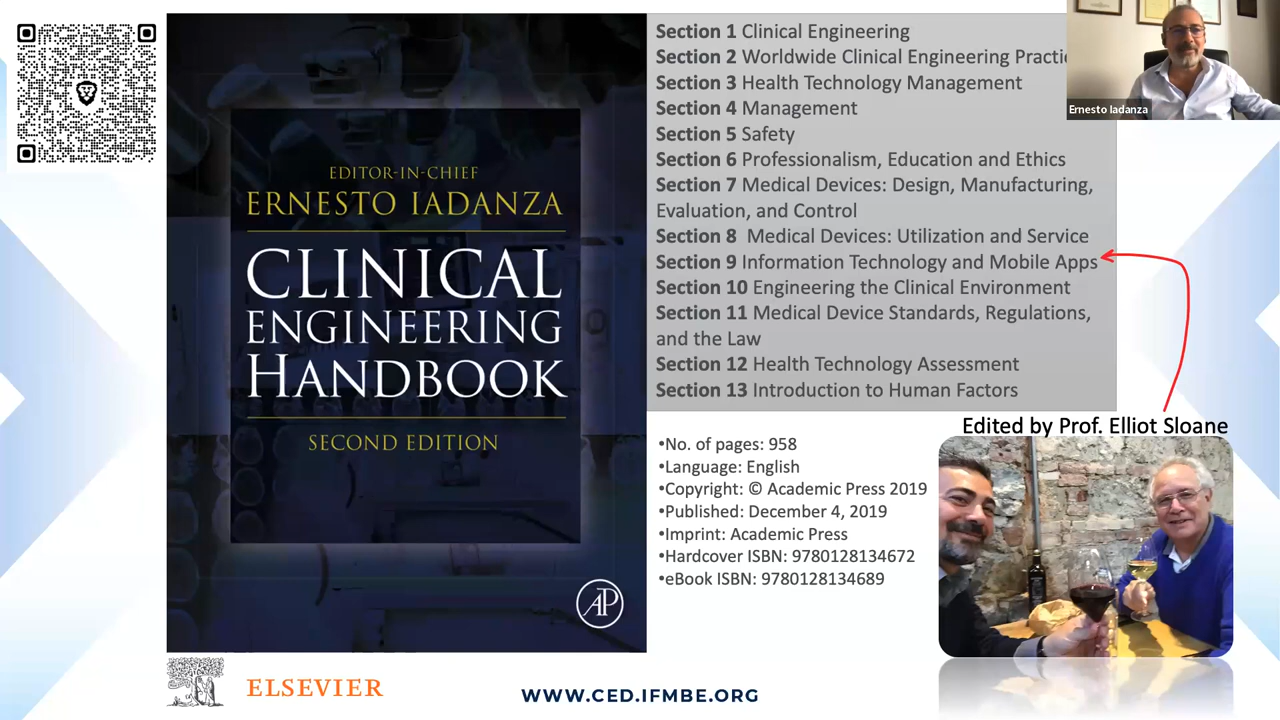 EDITOR-IN-CHIEF
ERNESTO IADANZA
CLINICAL
ENGINEERING
HANDBOOK
SECOND EDITION
AP
ELSEVIER
Section 1 Clinical Engineering
Section 2 Worldwide Clinical Engineering
Section 3 Health Technology Management
Section 4 Management
Section 5 Safety
Section 6 Professionalism, Education and Ethics
Section 7 Medical Devices: Design, Manufacturing,
Evaluation, and Control
Section 8 Medical Devices: Utilization and Service
Section 9 Information Technology and Mobile Apps
Section 10 Engineering the Clinical Environment
Section 11 Medical Device Standards, Regulations,
and the Law
Section 12 Health Technology Assessment
Section 13 Introduction to Human Factors
Ernesto Iadanza
Edited by Prof. Elliot Sloane
•No. of pages: 958
•Language: English
•Copyright: © Academic Press 2019
•Published: December 4, 2019
•Imprint: Academic Press
•Hardcover ISBN: 9780128134672
•eBook ISBN: 9780128134689
WWW.CED.IFMBE.ORG